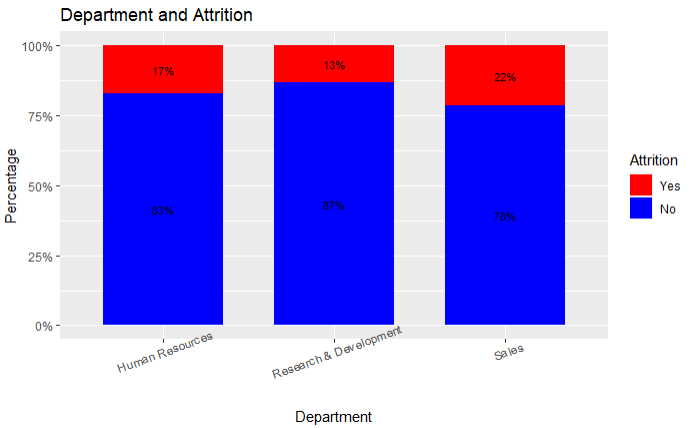 Department and Attrition
100%
75%
50%
25%
0%
Percentage
17%
13%
22%
83%
87%
78%
Human Resources
Research & Development
Sales
Department
Attrition
Yes
No